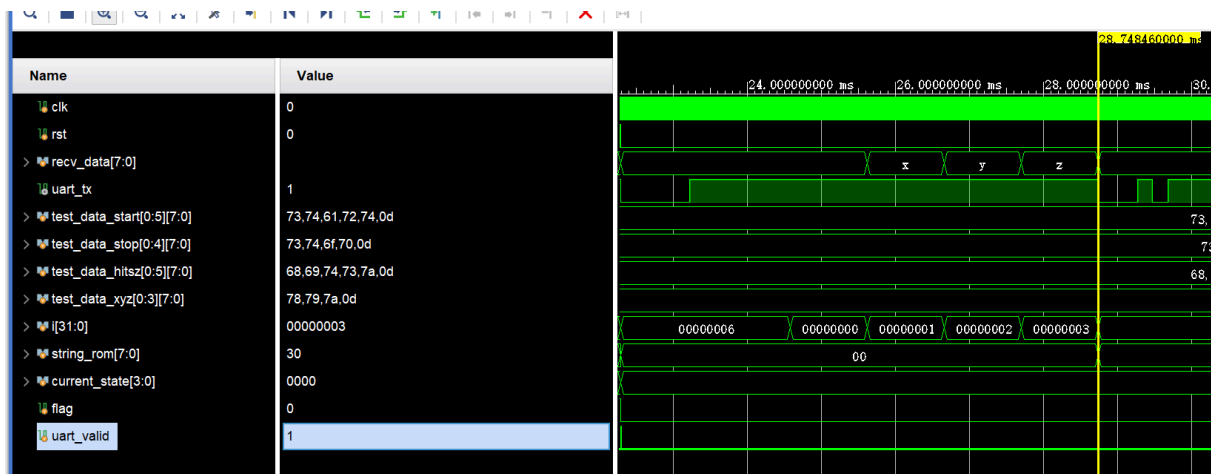 28.748460000 ms
Name Value
24.000000000 ms 26.000000000 ms 28.000000000 ms 30.
clk 0
rst 0
recv_data[7:0] x y z
uart_tx 1
test_data_start[0:5][7:0] 73,74,61,72,74,0d 73,
test_data_stop[0:4][7:0] 73,74,6f,70,0d 73
test_data_hitsz[0:5][7:0] 68,69,74,73,7a,0d 68,
test_data_xyz[0:3][7:0] 78,79,7a,0d
i[31:0] 00000003 00000006 00000000 00000001 00000002 00000003
string_rom[7:0] 30 00
current_state[3:0] 0000
flag 0
uart_valid 1